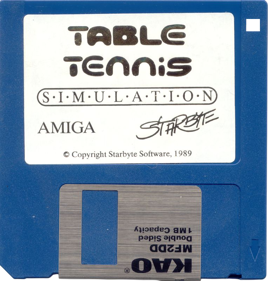 TABLE
TENNIS
S·I·M·U·L·A·T·I·O·N
AMIGA STARBYTE
© Copyright Starbyte Software, 1989
1MB Capacity
Double Sided
MF2DD
KAO®